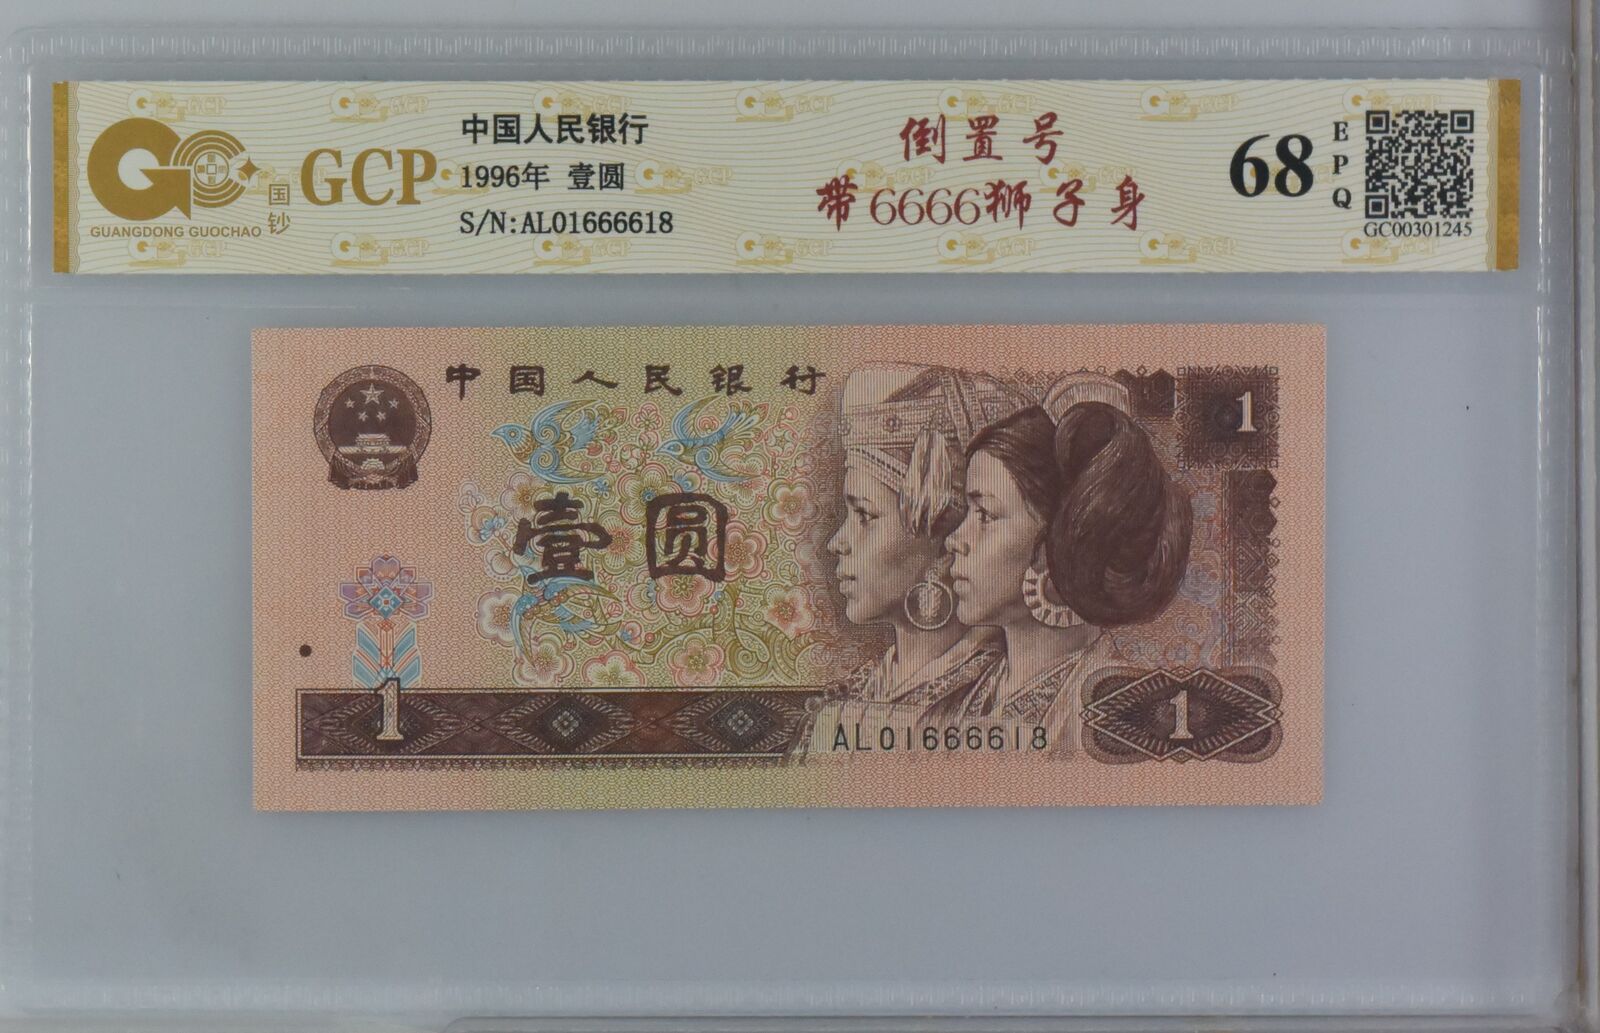 GCP
国钞
GUANGDONG GUOCHAO
中国人民银行
1996年 壹圆
S/N:AL01666618
倒置号
带6666狮子身
68
EPQ
GC00301245
中国人民银行
1
壹圆
1
AL01666618
1